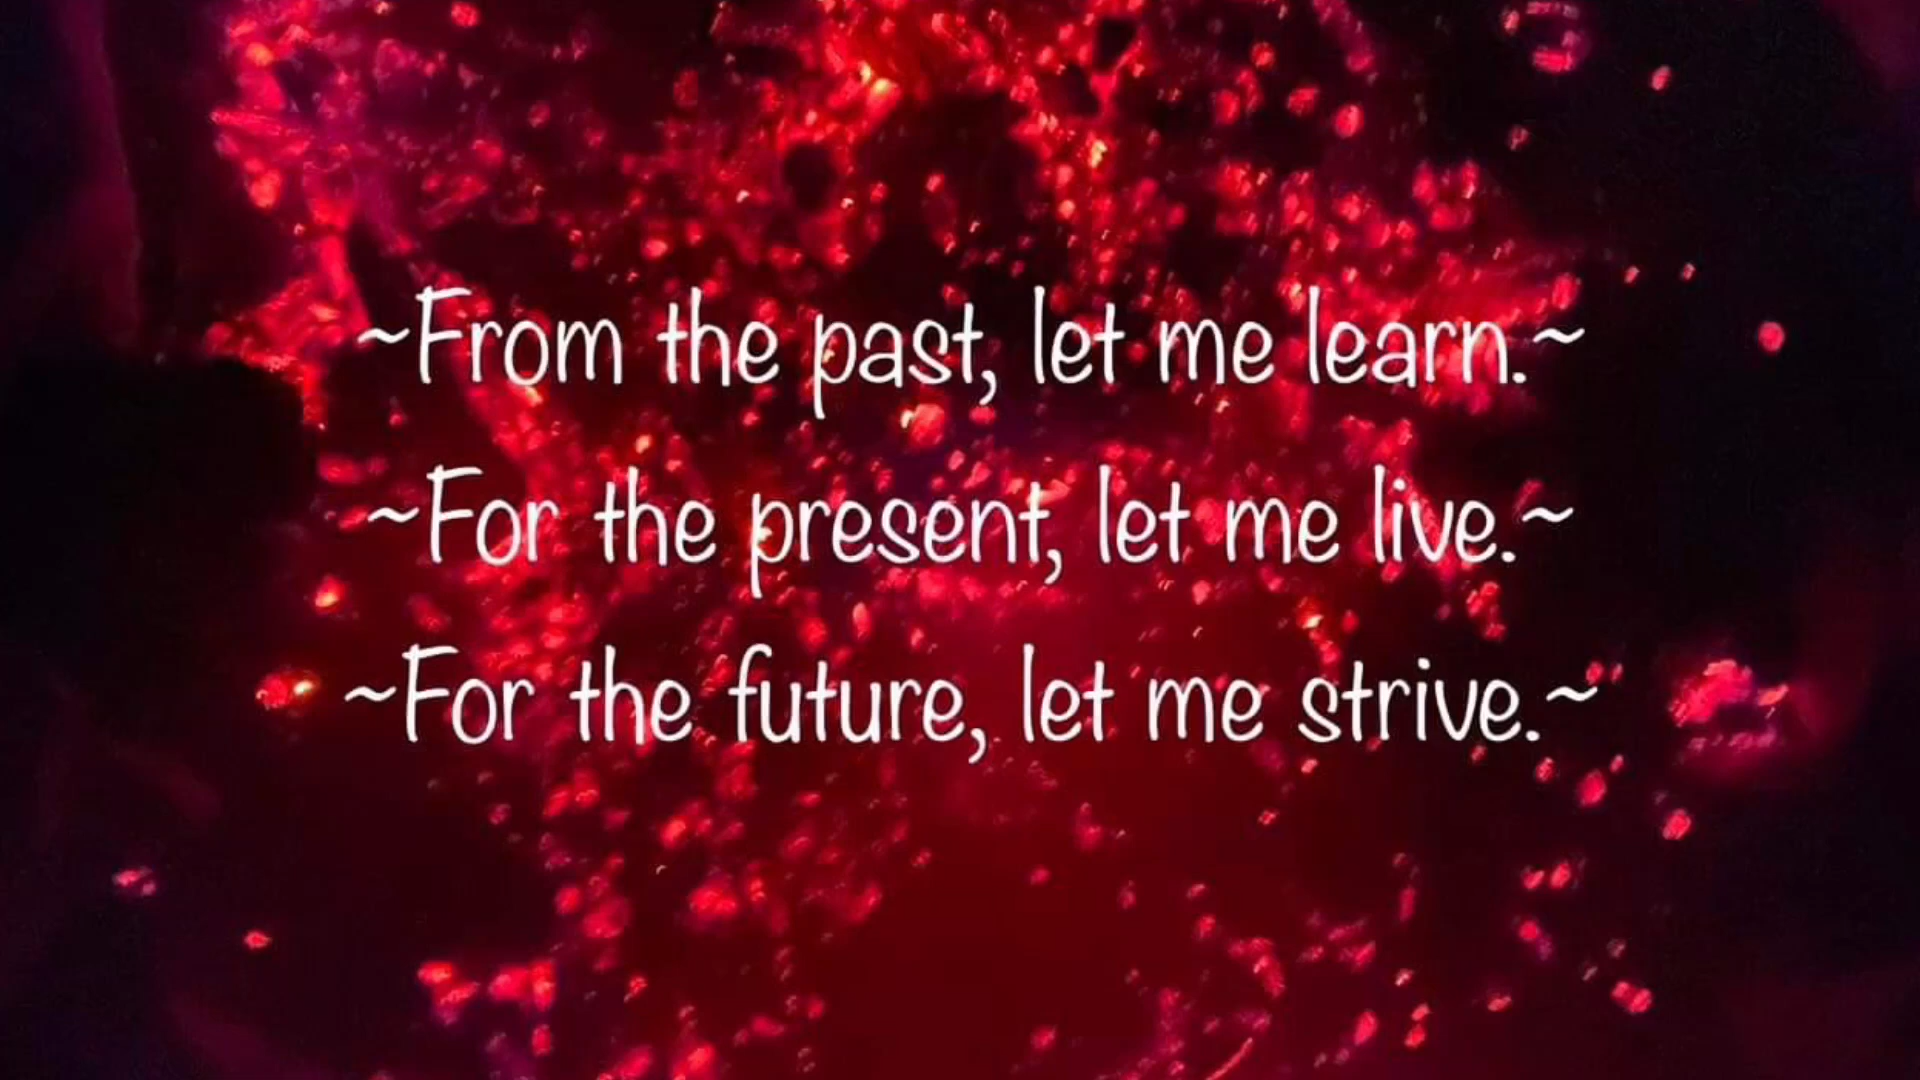 ~From the past, let me learn.~
~For the present, let me live.~
~For the future, let me strive.~